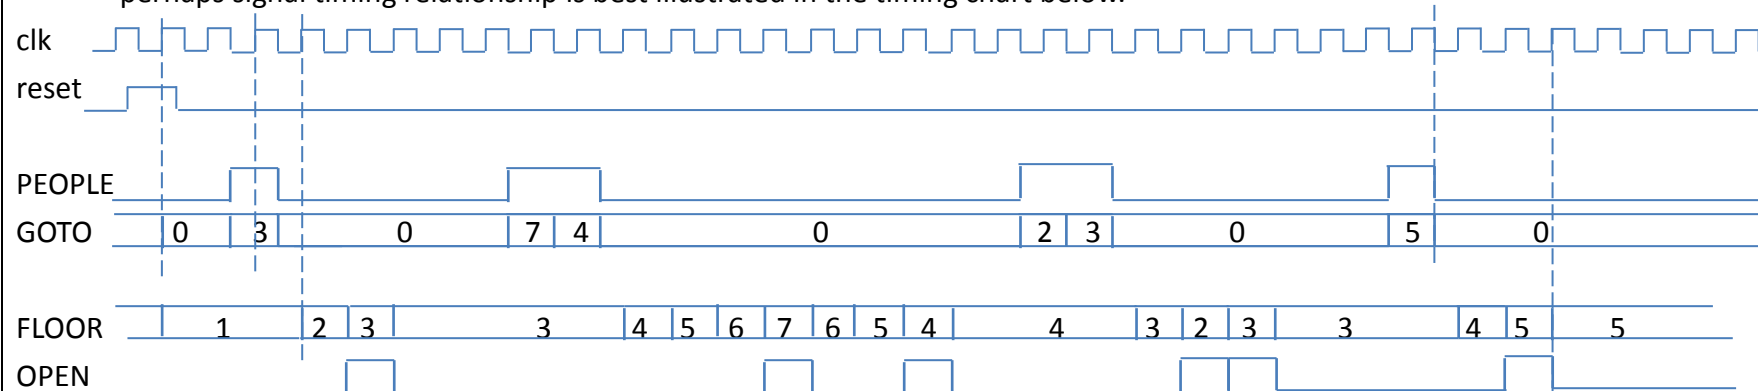 perhaps signal timing relationship is best illustrated in the timing chart below.
clk
reset
PEOPLE
GOTO 0 3 0 7 4 0 2 3 0 5 0
FLOOR 1 2 3 3 4 5 6 7 6 5 4 4 3 2 3 3 4 5 5
OPEN